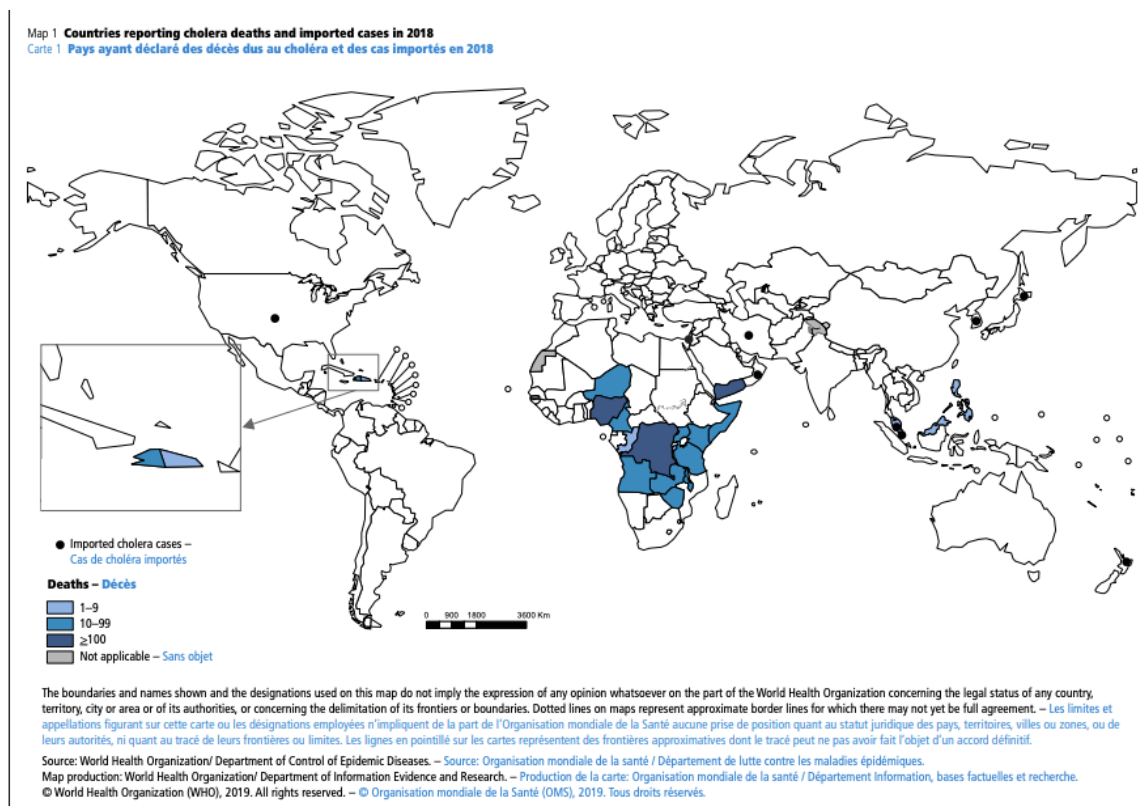 Map 1 Countries reporting cholera deaths and imported cases in 2018
Carte 1 Pays ayant déclaré des décès dus au choléra et des cas importés en 2018
Imported cholera cases –
Cas de choléra importés
Deaths – Décès
1–9
10–99
≥100
Not applicable – Sans objet
0 900 1800 3600 Km
The boundaries and names shown and the designations used on this map do not imply the expression of any opinion whatsoever on the part of the World Health Organization concerning the legal status of any country,
territory, city or area or of its authorities, or concerning the delimitation of its frontiers or boundaries. Dotted lines on maps represent approximate border lines for which there may not yet be full agreement. – Les limites et
appellations figurant sur cette carte ou les désignations employées n'impliquent de la part de l'Organisation mondiale de la Santé aucune prise de position quant au statut juridique des pays, territoires, villes ou zones, ou de
leurs autorités, ni quant au tracé de leurs frontières ou limites. Les lignes en pointillé sur les cartes représentent des frontières approximatives dont le tracé peut ne pas avoir fait l'objet d'un accord définitif.
Source: World Health Organization/ Department of Control of Epidemic Diseases. – Source: Organisation mondiale de la santé / Département de lutte contre les maladies épidémiques.
Map production: World Health Organization/ Department of Information Evidence and Research. – Production de la carte: Organisation mondiale de la santé / Département Information, bases factuelles et recherche.
© World Health Organization (WHO), 2019. All rights reserved. – © Organisation mondiale de la Santé (OMS), 2019. Tous droits réservés.